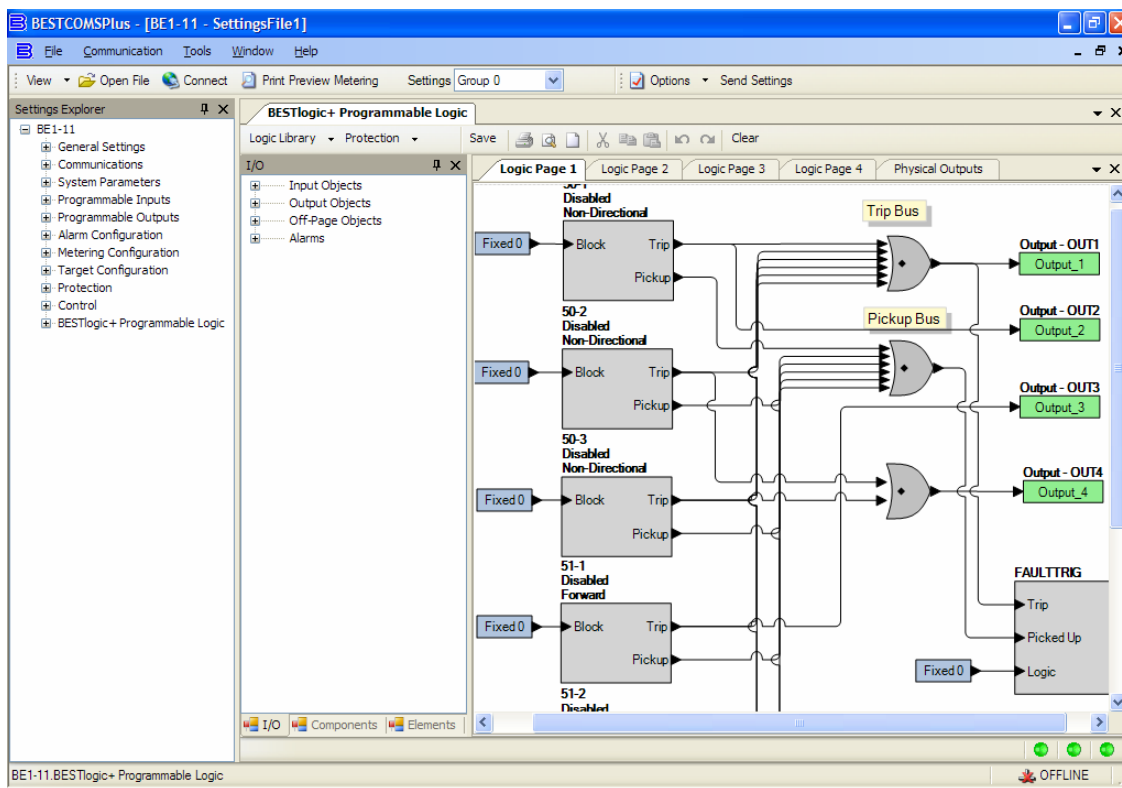 BESTCOMSPlus - [BE1-11 - SettingsFile1]
File Communication Tools Window Help
View Open File Connect Print Preview Metering Settings Group 0 Options Send Settings
Settings Explorer
BE1-11
General Settings
Communications
System Parameters
Programmable Inputs
Programmable Outputs
Alarm Configuration
Metering Configuration
Target Configuration
Protection
Control
BESTlogic+ Programmable Logic
BESTlogic+ Programmable Logic
Logic Library Protection Save Clear
I/O
Input Objects
Output Objects
Off-Page Objects
Alarms
I/O Components Elements
Logic Page 1 Logic Page 2 Logic Page 3 Logic Page 4 Physical Outputs
50-1
Disabled
Non-Directional
Fixed 0
Block Trip
Pickup
50-2
Disabled
Non-Directional
Fixed 0
Block Trip
Pickup
50-3
Disabled
Non-Directional
Fixed 0
Block Trip
Pickup
51-1
Disabled
Forward
Fixed 0
Block Trip
Pickup
51-2
Disabled
Trip Bus
Pickup Bus
Output - OUT1
Output_1
Output - OUT2
Output_2
Output - OUT3
Output_3
Output - OUT4
Output_4
FAULTTRIG
Trip
Picked Up
Fixed 0
Logic
BE1-11.BESTlogic+ Programmable Logic
OFFLINE